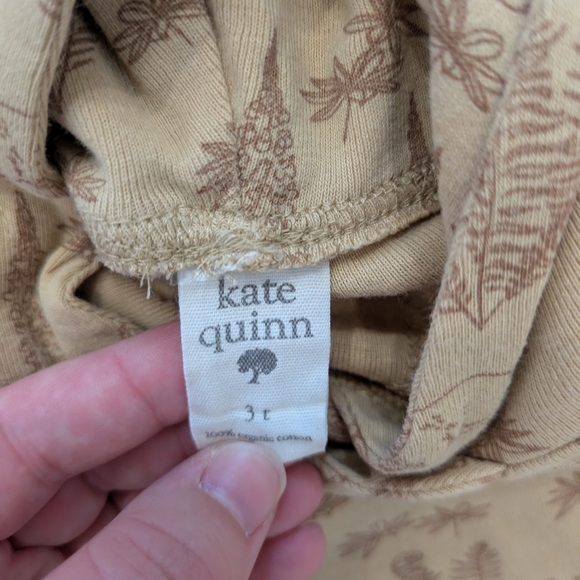 kate
quinn
3t
100% organic cotton